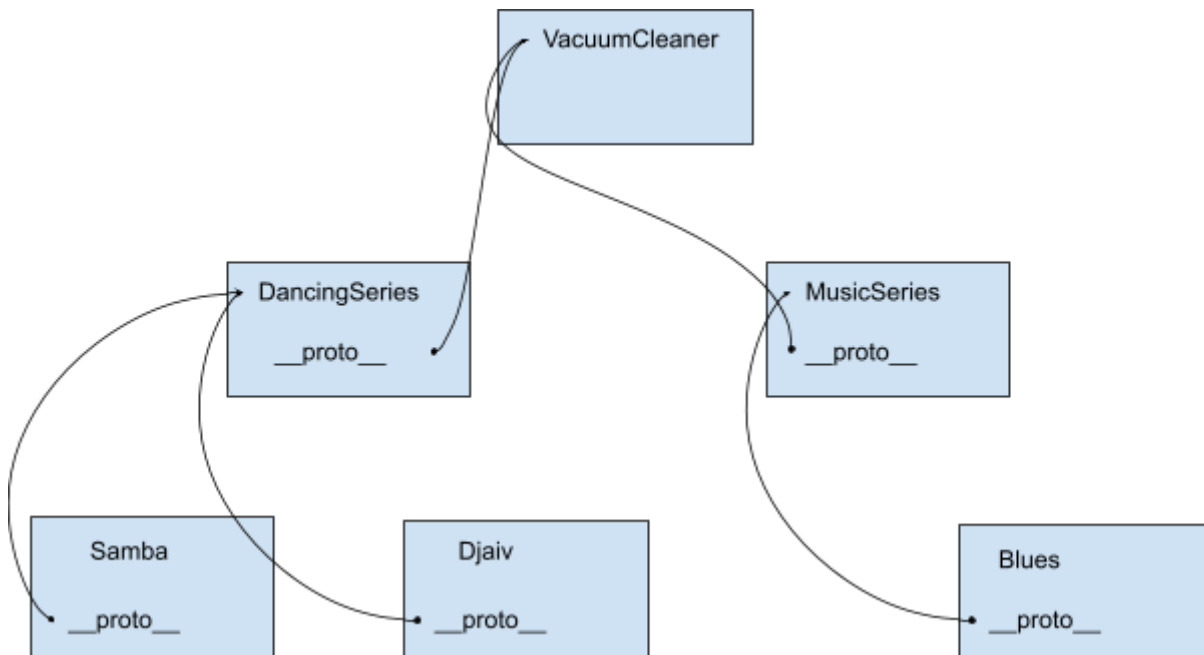 VacuumCleaner
DancingSeries
__proto__
MusicSeries
__proto__
Samba
__proto__
Djaiv
__proto__
Blues
__proto__